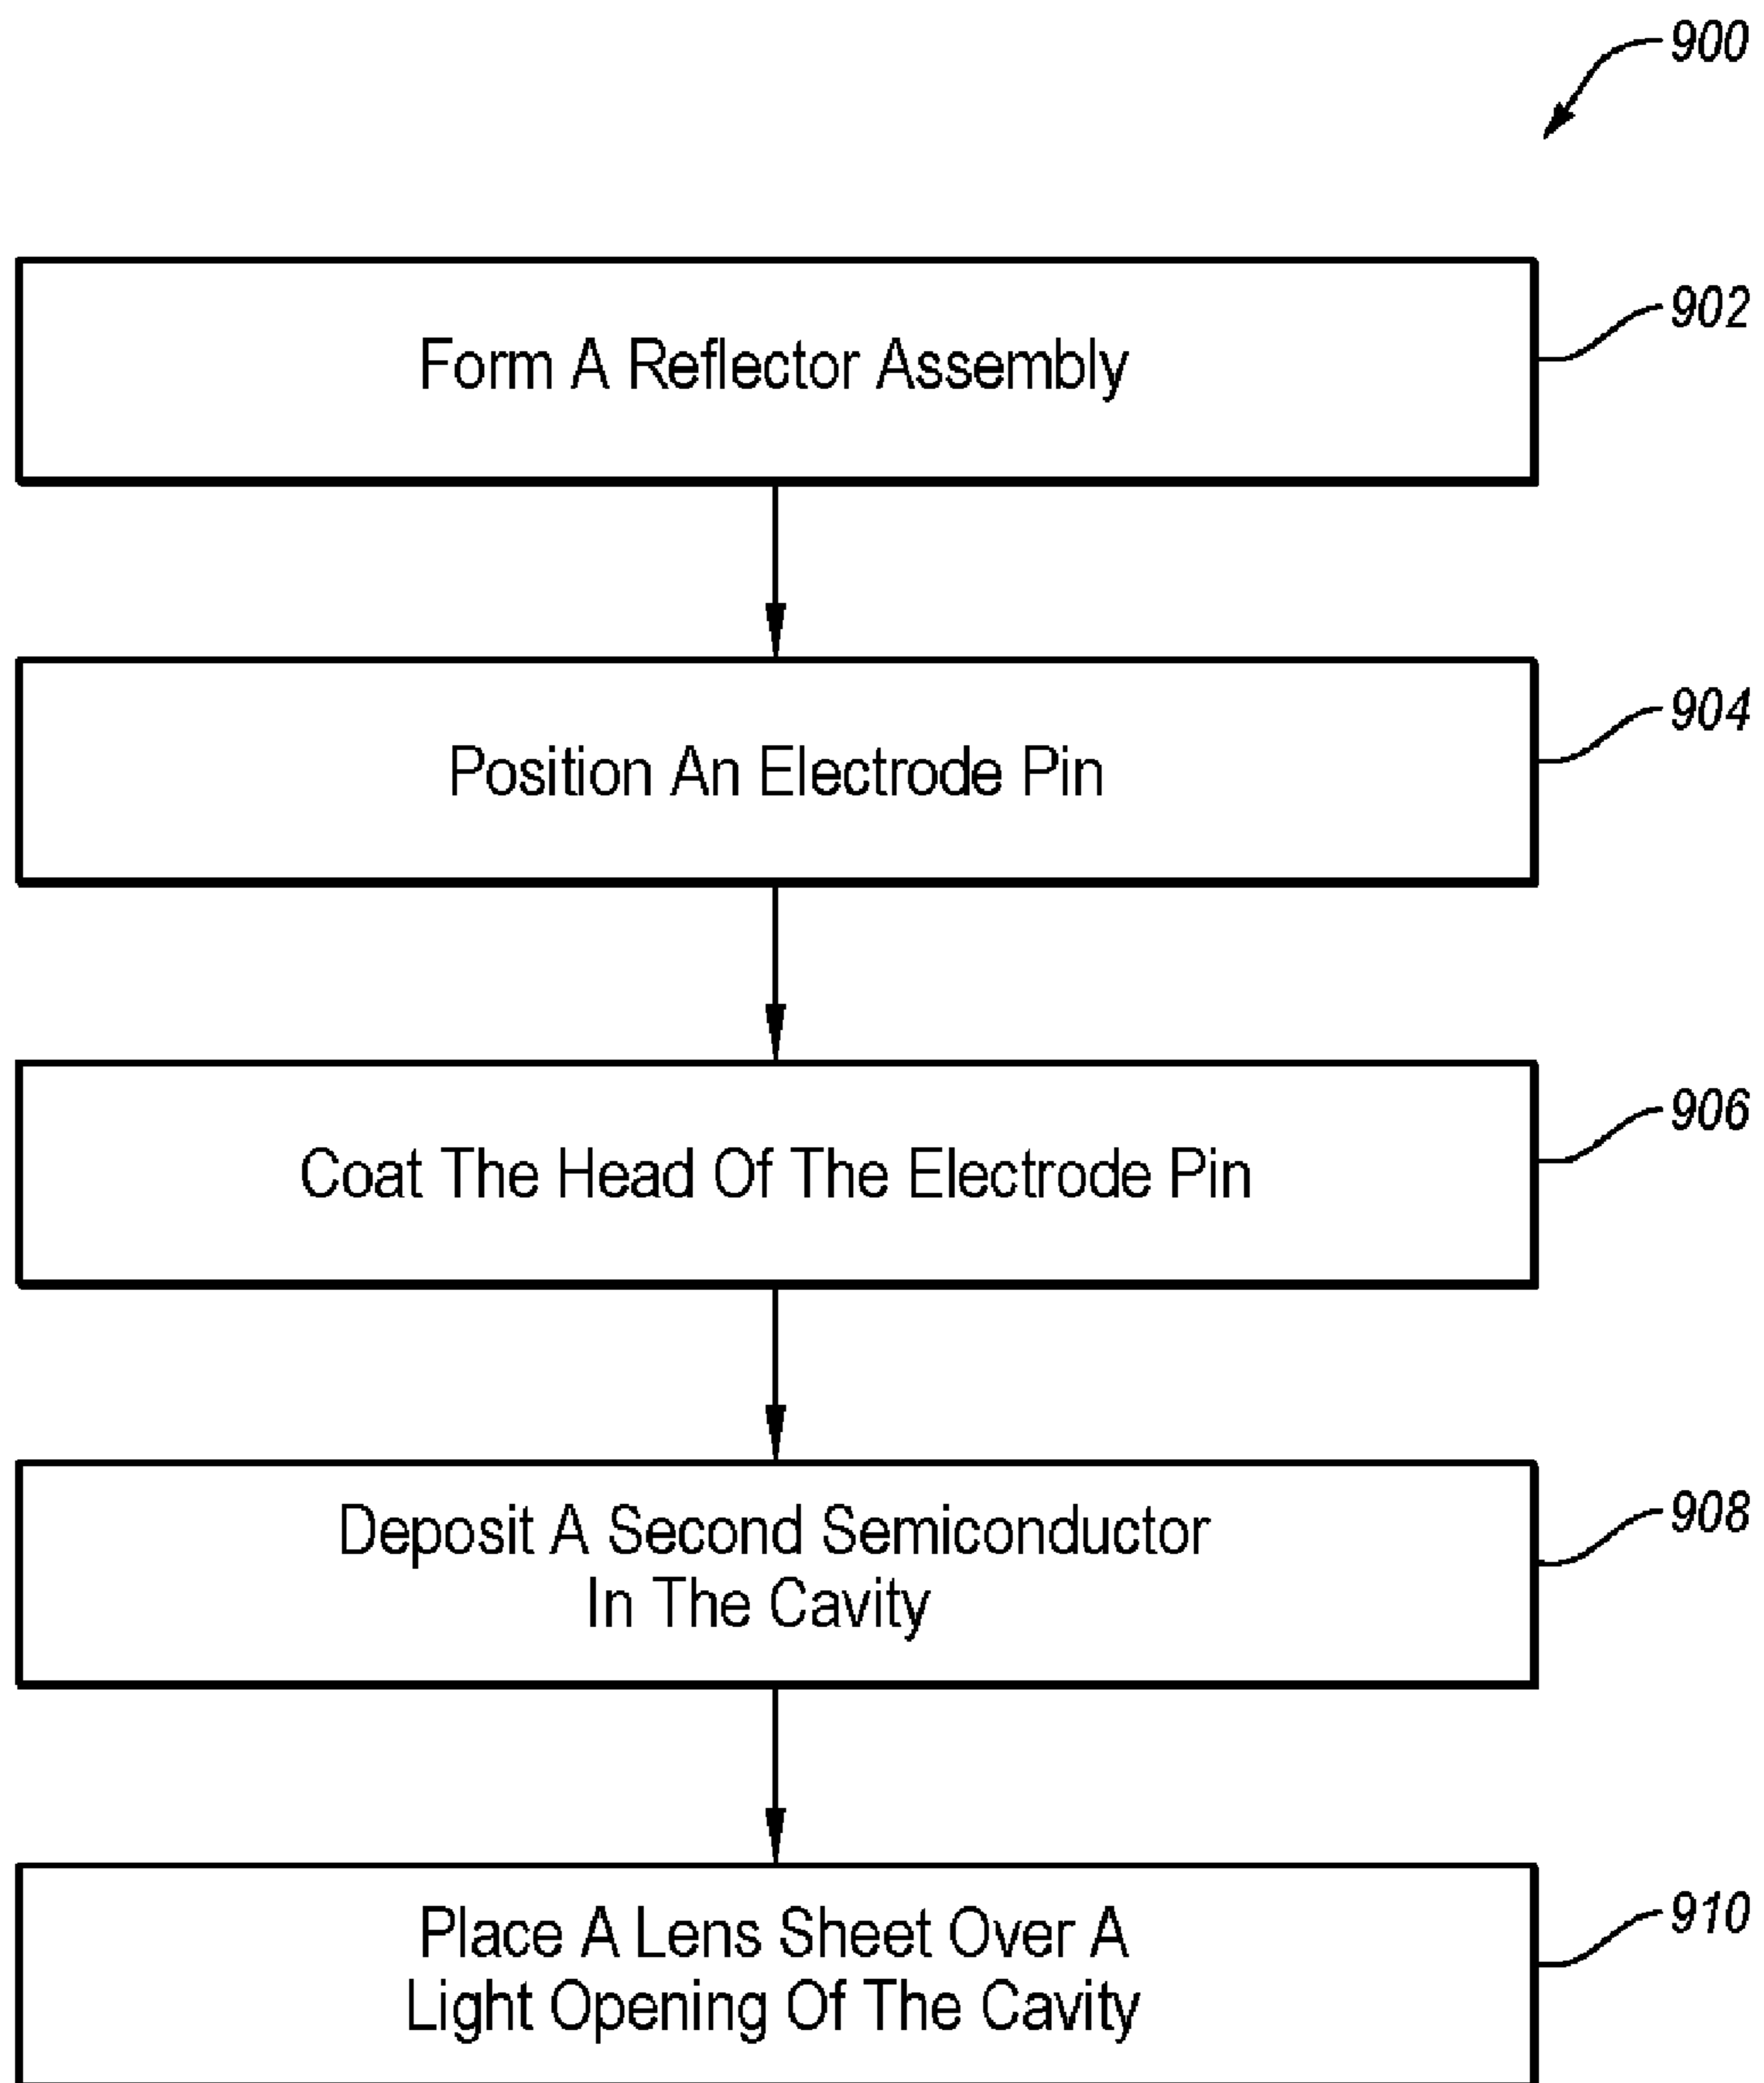 900
Form A Reflector Assembly
902
Position An Electrode Pin
904
Coat The Head Of The Electrode Pin
906
Deposit A Second Semiconductor
In The Cavity
908
Place A Lens Sheet Over A
Light Opening Of The Cavity
910